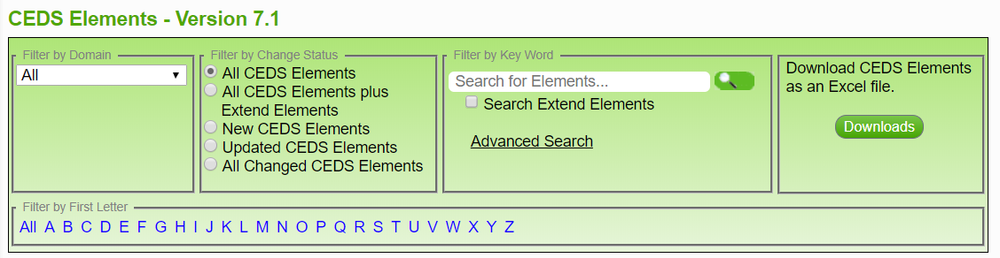 CEDS Elements - Version 7.1
Filter by Domain
All
Filter by Change Status
All CEDS Elements
All CEDS Elements plus
Extend Elements
New CEDS Elements
Updated CEDS Elements
All Changed CEDS Elements
Filter by Key Word
Search for Elements...
Search Extend Elements
Advanced Search
Download CEDS Elements
as an Excel file.
Downloads
Filter by First Letter
All A B C D E F G H I J K L M N O P Q R S T U V W X Y Z